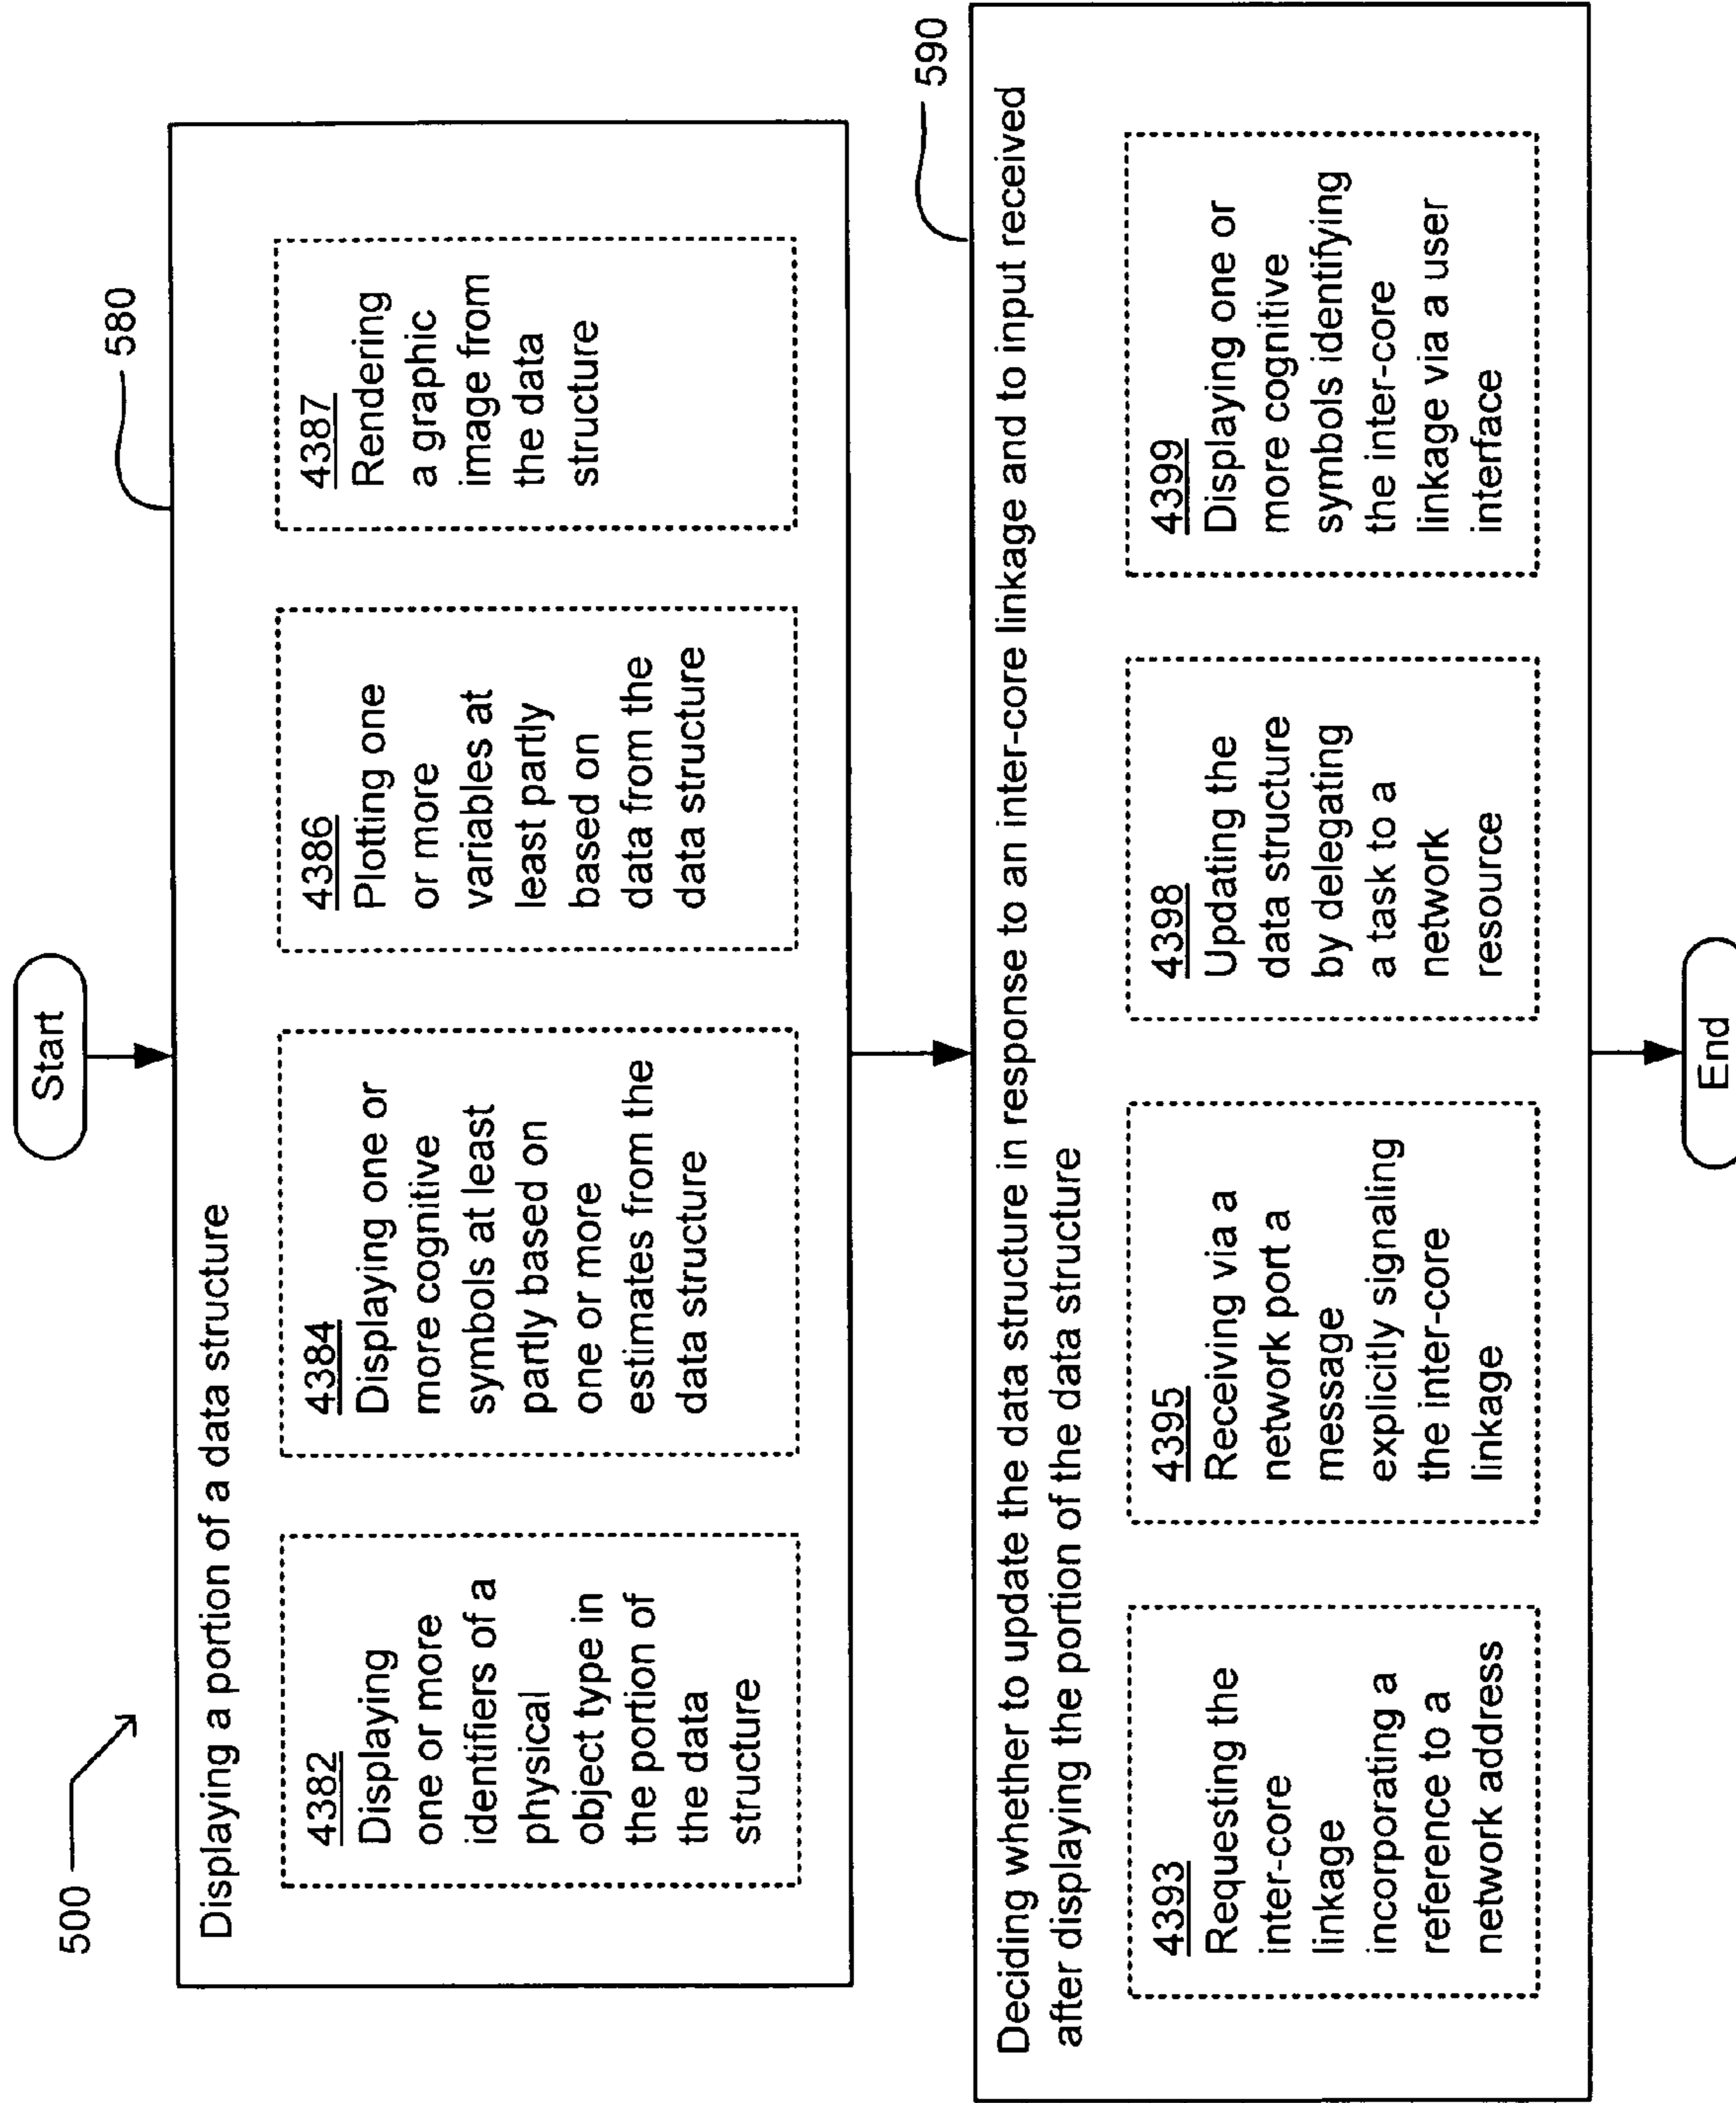 500
Start
580
Displaying a portion of a data structure
4382
Displaying
one or more
identifiers of a
physical
object type in
the portion of
the data
structure
4384
Displaying one or
more cognitive
symbols at least
partly based on
one or more
estimates from the
data structure
4386
Plotting one
or more
variables at
least partly
based on
data from the
data structure
4387
Rendering
a graphic
image from
the data
structure
590
Deciding whether to update the data structure in response to an inter-core linkage and to input received
after displaying the portion of the data structure
4393
Requesting the
inter-core
linkage
incorporating a
reference to a
network address
4395
Receiving via a
network port a
message
explicitly signaling
the inter-core
linkage
4398
Updating the
data structure
by delegating
a task to a
network
resource
4399
Displaying one or
more cognitive
symbols identifying
the inter-core
linkage via a user
interface
End